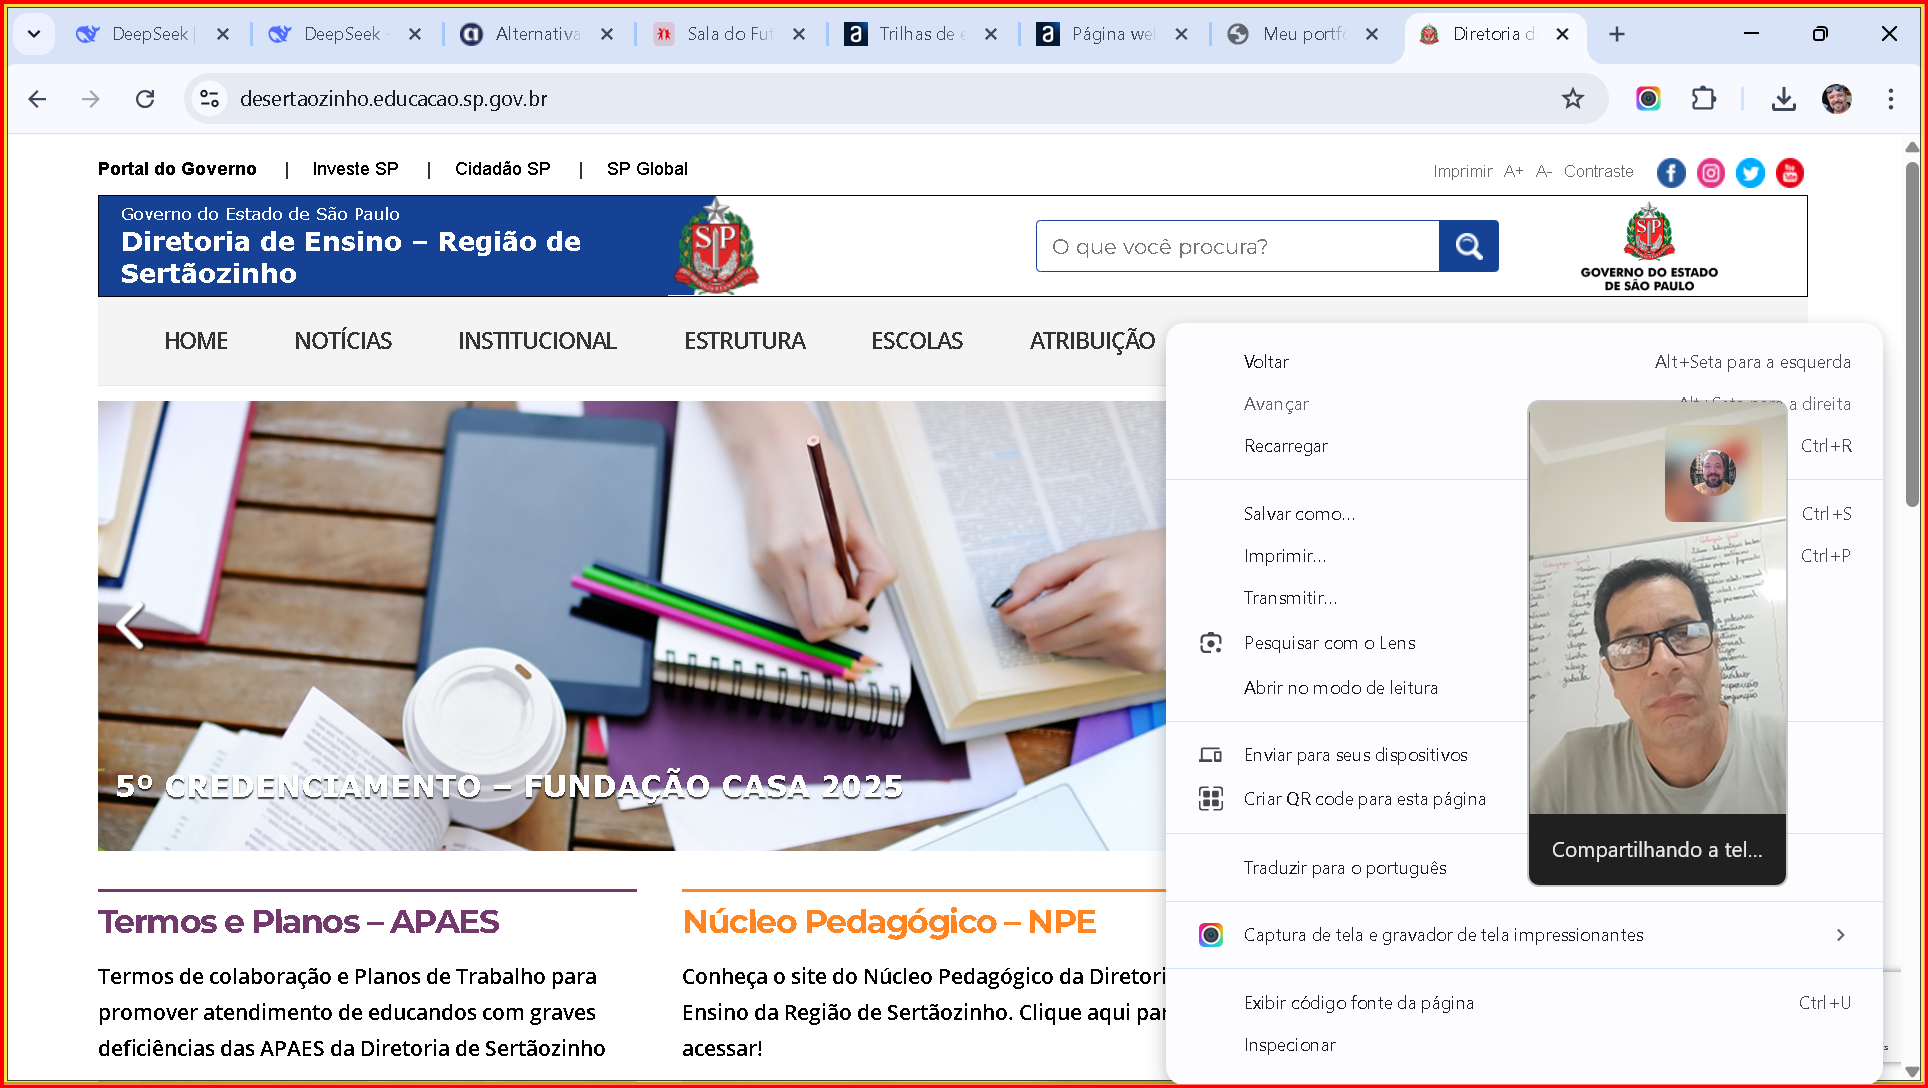 DeepSeek
DeepSeek
Alternativa
Sala do Fut
Trilhas de e
Página wel
Meu portfo
Diretoria d
desertaozinho.educacao.sp.gov.br
Portal do Governo | Investe SP | Cidadão SP | SP Global
Imprimir A+ A- Contraste
Governo do Estado de São Paulo
Diretoria de Ensino – Região de
Sertãozinho
O que você procura?
GOVERNO DO ESTADO
DE SÃO PAULO
HOME NOTÍCIAS INSTITUCIONAL ESTRUTURA ESCOLAS ATRIBUIÇÃO
5º CREDENCIAMENTO – FUNDAÇÃO CASA 2025
Termos e Planos – APAES
Termos de colaboração e Planos de Trabalho para
promover atendimento de educandos com graves
deficiências das APAES da Diretoria de Sertãozinho
Núcleo Pedagógico – NPE
Conheça o site do Núcleo Pedagógico da Diretori
Ensino da Região de Sertãozinho. Clique aqui par
acessar!
Voltar Alt+Seta para a esquerda
Avançar Alt+Seta para a direita
Recarregar Ctrl+R
Salvar como... Ctrl+S
Imprimir... Ctrl+P
Transmitir...
Pesquisar com o Lens
Abrir no modo de leitura
Enviar para seus dispositivos
Criar QR code para esta página
Traduzir para o português
Captura de tela e gravador de tela impressionantes
Exibir código fonte da página Ctrl+U
Inspecionar
Compartilhando a tel...